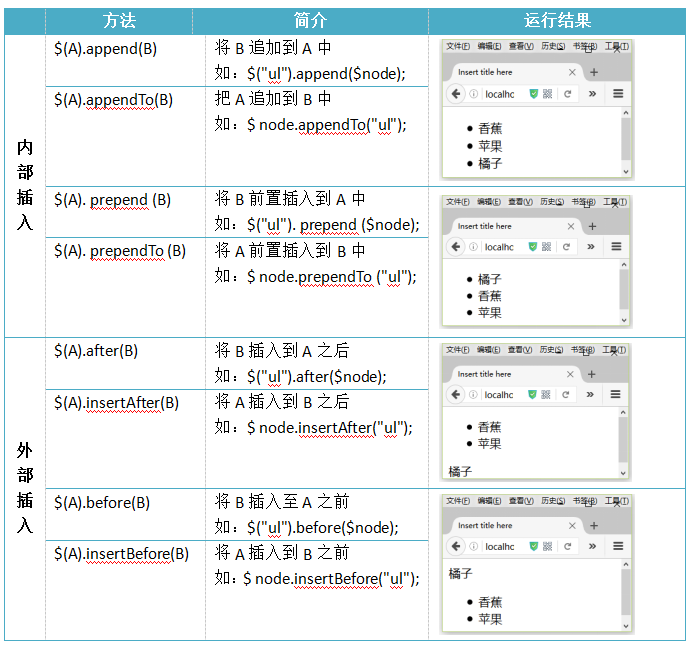 方法 简介 运行结果
内部插入
$(A).append(B)
将 B 追加到 A 中
如：$("ul").append($node);
$(A).appendTo(B)
把 A 追加到 B 中
如：$ node.appendTo("ul");
文件(F) 编辑(E) 查看(V) 历史(S) 书签(B) 工具(T)
Insert title here
localhc
香蕉
苹果
橘子
$(A). prepend (B)
将 B 前置插入到 A 中
如：$("ul"). prepend ($node);
$(A). prependTo (B)
将 A 前置插入到 B 中
如：$ node.prependTo ("ul");
文件(F) 编辑(E) 查看(V) 历史(S) 书签(B) 工具(T)
Insert title here
localhc
橘子
香蕉
苹果
外部插入
$(A).after(B)
将 B 插入到 A 之后
如：$("ul").after($node);
$(A).insertAfter(B)
将 A 插入到 B 之后
如：$ node.insertAfter("ul");
文件(F) 编辑(E) 查看(V) 历史(S) 书签(B) 工具(T)
Insert title here
localhc
香蕉
苹果
橘子
$(A).before(B)
将 B 插入至 A 之前
如：$("ul").before($node);
$(A).insertBefore(B)
将 A 插入到 B 之前
如：$ node.insertBefore("ul");
文件(F) 编辑(E) 查看(V) 历史(S) 书签(B) 工具(T)
Insert title here
localhc
橘子
香蕉
苹果